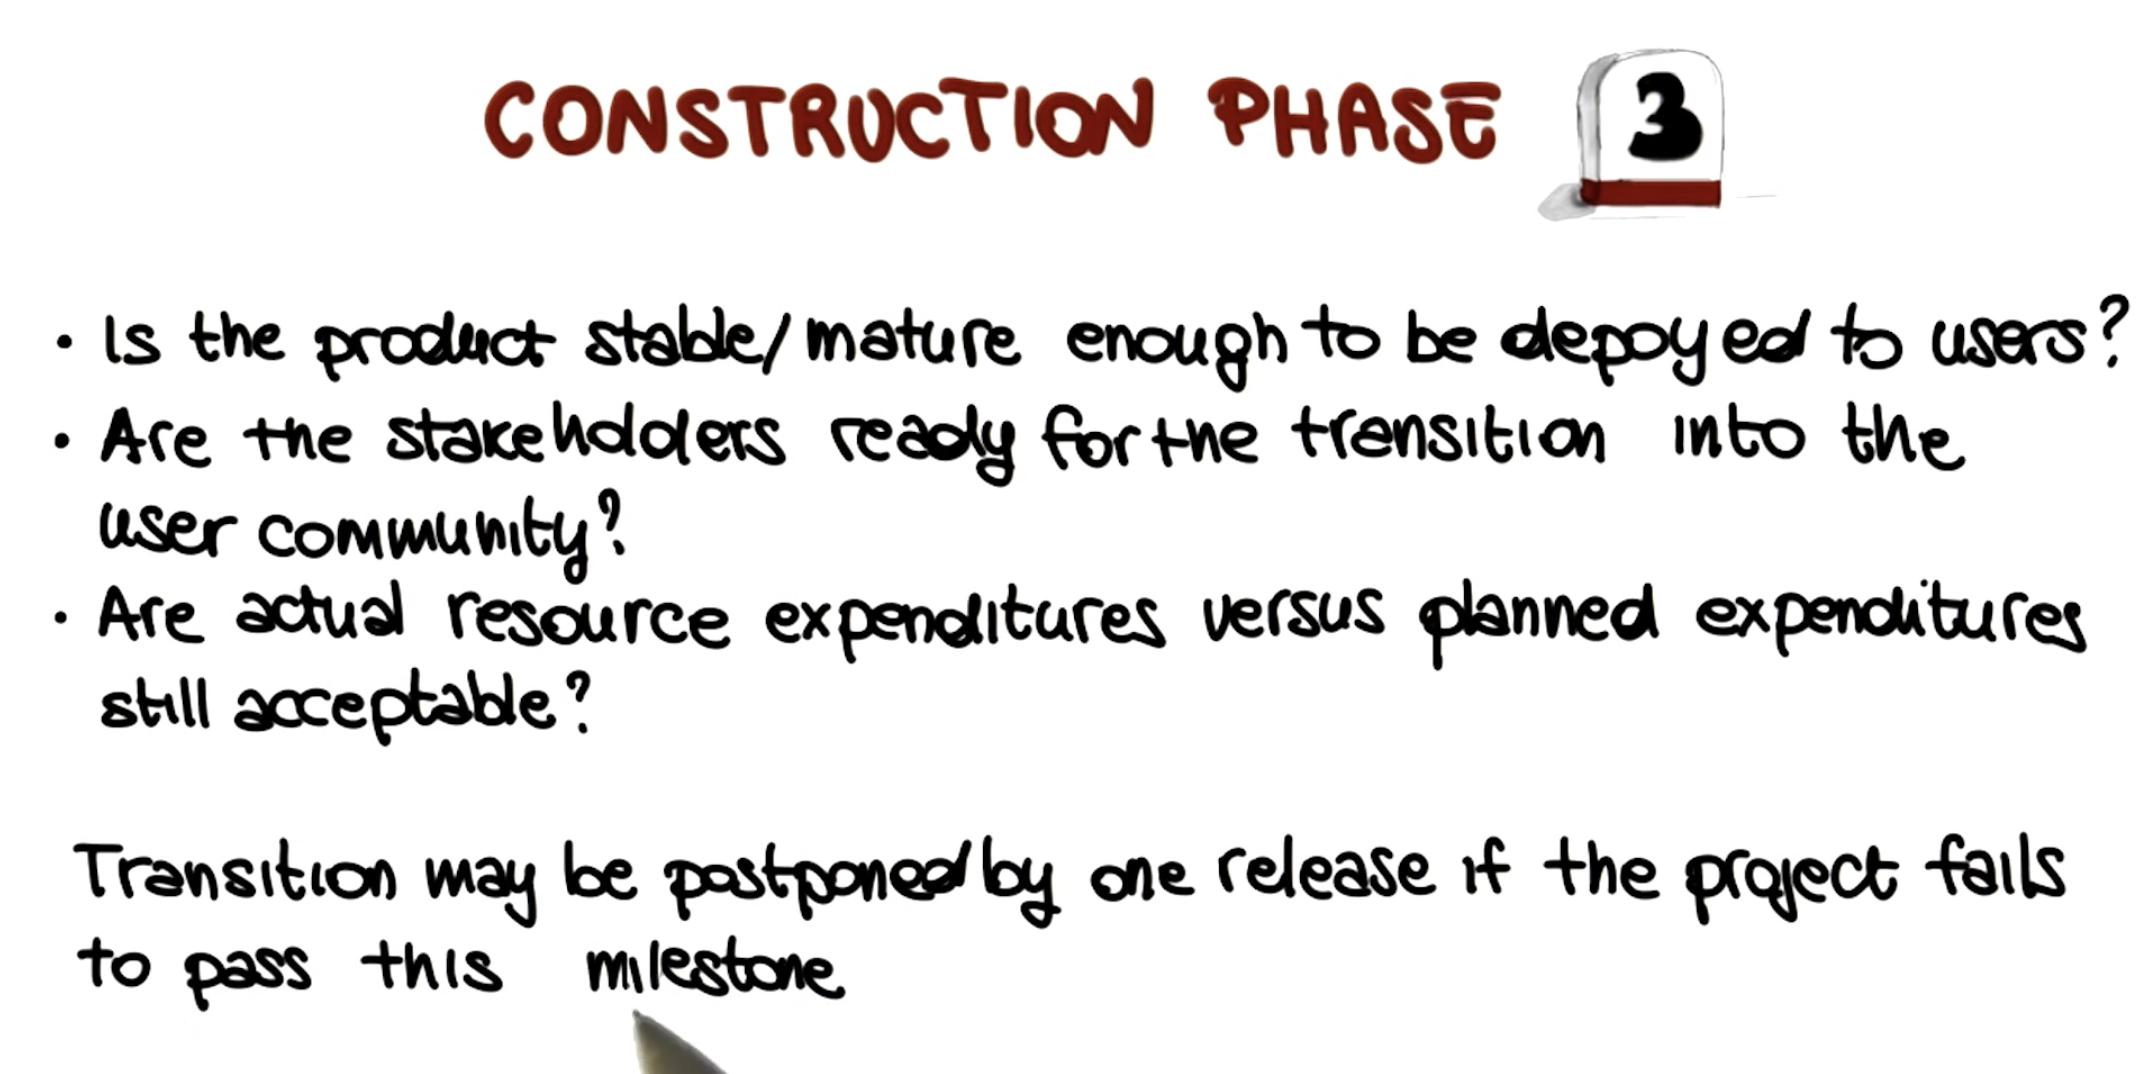 CONSTRUCTION PHASE 3
• Is the product stable/mature enough to be depoyed to users?
• Are the stakeholders ready for the transition into the
user community?
• Are actual resource expenditures versus planned expenditures
still acceptable?
Transition may be postponed by one release if the project fails
to pass this milestone